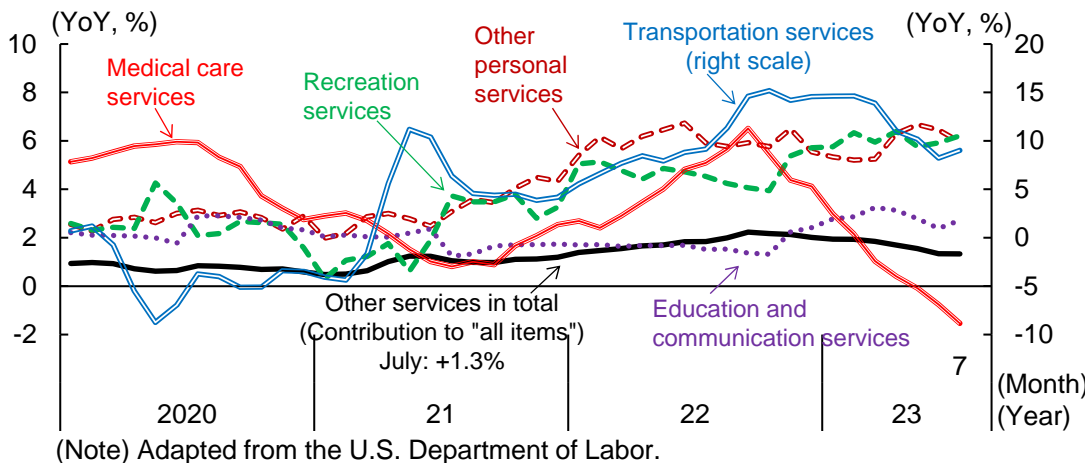 (YoY, %)
(YoY, %)
10
8
6
4
2
0
-2
20
15
10
5
0
-5
-10
Medical care
services
Recreation
services
Other
personal
services
Transportation services
(right scale)
Other services in total
(Contribution to "all items")
July: +1.3%
Education and
communication services
7
(Month)
2020
21
22
23
(Year)
(Note) Adapted from the U.S. Department of Labor.